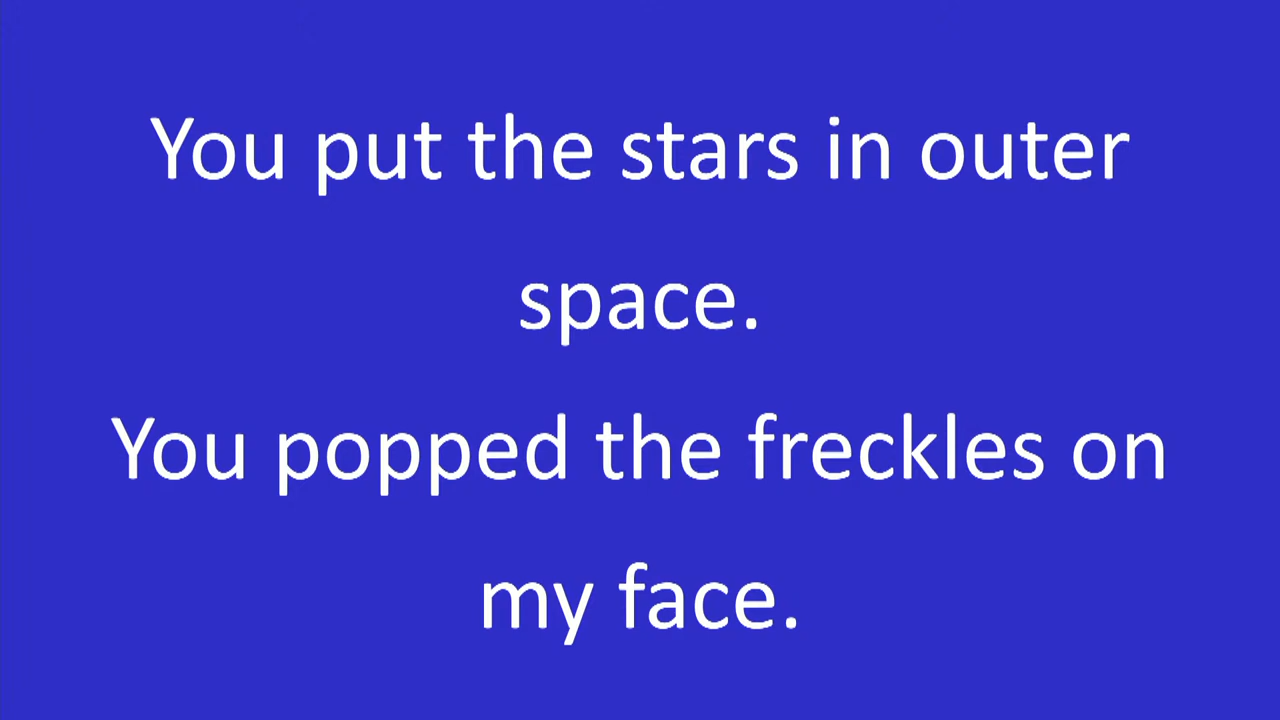 You put the stars in outer
space.
You popped the freckles on
my face.